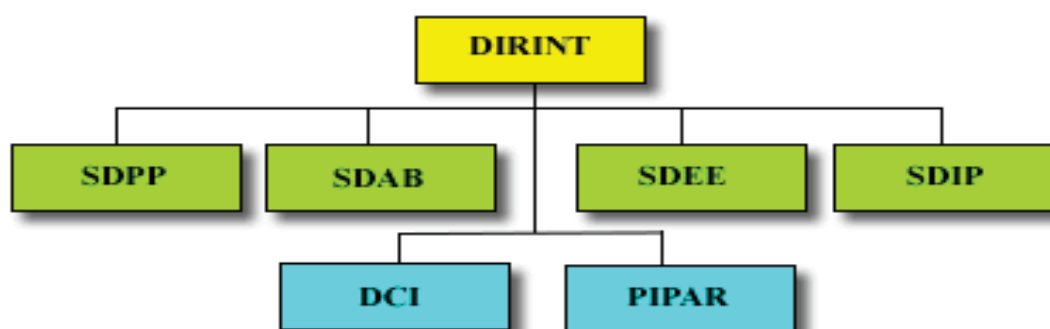 DIRINT
SDPP
SDAB
SDEE
SDIP
DCI
PIPAR